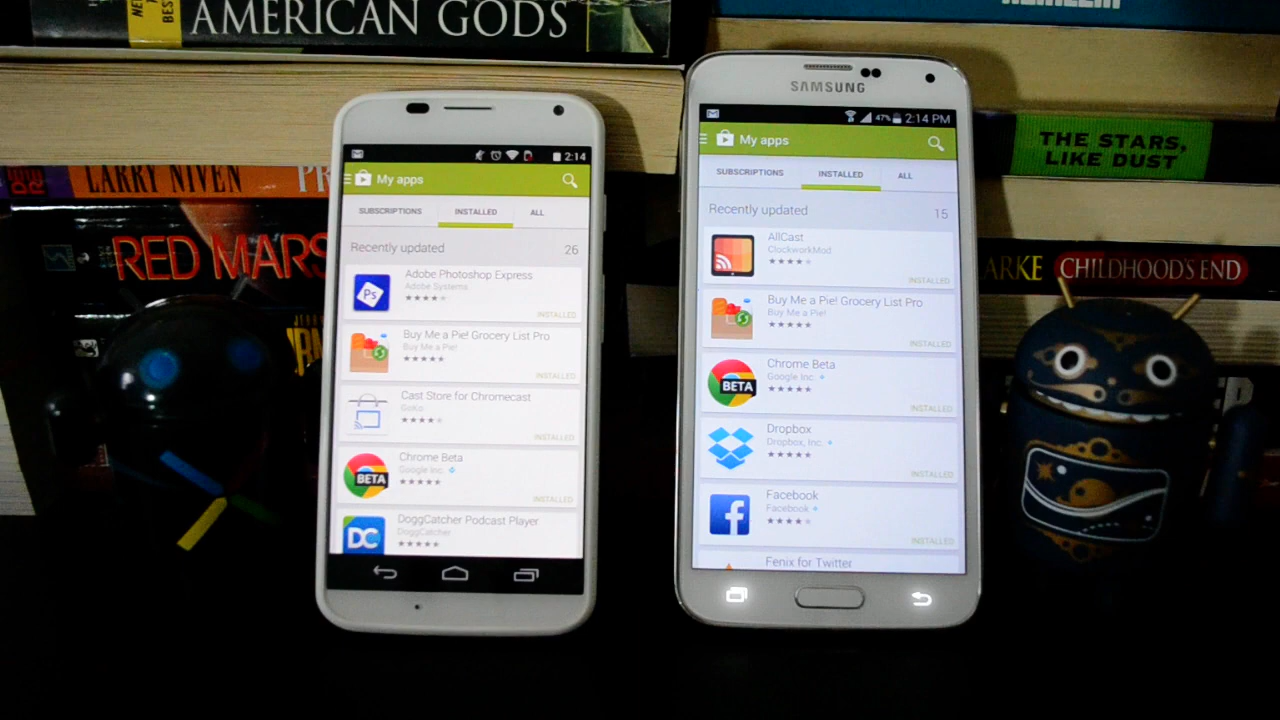 AMERICAN GODS
LARRY NIVEN
RED MARS
THE STARS,
LIKE DUST
ARKE
CHILDHOOD'S END
2:14
My apps
SUBSCRIPTIONS
INSTALLED
ALL
Recently updated
26
Adobe Photoshop Express
Adobe Systems
INSTALLED
Ps
Buy Me a Pie! Grocery List Pro
Buy Me a Pie!
INSTALLED
Cast Store for Chromecast
GoKo
INSTALLED
Chrome Beta
Google Inc.
BETA
INSTALLED
DoggCatcher Podcast Player
DoggCatcher
DC
SAMSUNG
47%
2:14 PM
My apps
SUBSCRIPTIONS
INSTALLED
ALL
Recently updated
15
AllCast
ClockworkMod
INSTALLED
Buy Me a Pie! Grocery List Pro
Buy Me a Pie!
INSTALLED
Chrome Beta
Google Inc.
BETA
INSTALLED
Dropbox
Dropbox, Inc.
INSTALLED
Facebook
Facebook
f
INSTALLED
Fenix for Twitter